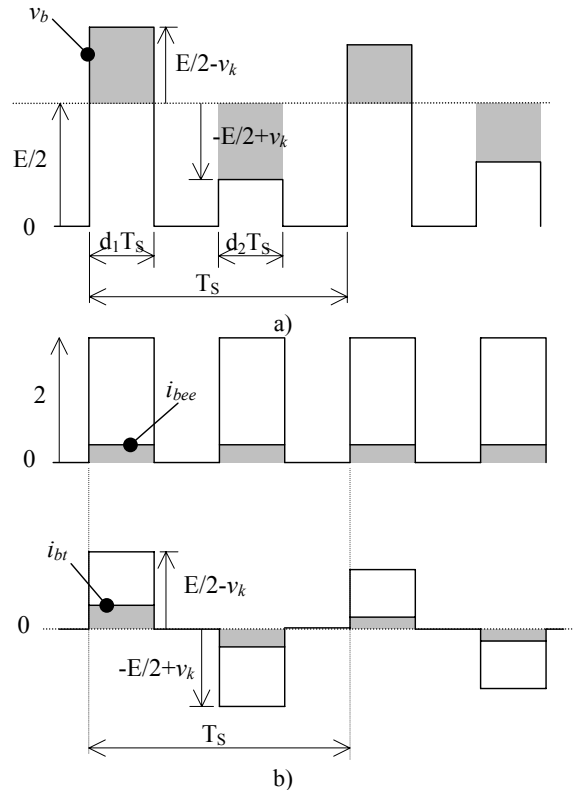 v_b
E/2-v_k
-E/2+v_k
E/2
0
d_1T_S
d_2T_S
T_S
a)
2
i_bee
0
i_bt
E/2-v_k
0
-E/2+v_k
T_S
b)